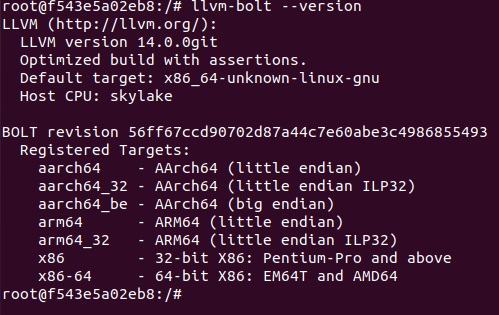 root@f543e5a02eb8:/# llvm-bolt --version
LLVM (http://llvm.org/):
  LLVM version 14.0.0git
  Optimized build with assertions.
  Default target: x86_64-unknown-linux-gnu
  Host CPU: skylake

BOLT revision 56ff67ccd90702d87a44c7e60abe3c4986855493
  Registered Targets:
    aarch64    - AArch64 (little endian)
    aarch64_32 - AArch64 (little endian ILP32)
    aarch64_be - AArch64 (big endian)
    arm64      - ARM64 (little endian)
    arm64_32   - ARM64 (little endian ILP32)
    x86        - 32-bit X86: Pentium-Pro and above
    x86-64     - 64-bit X86: EM64T and AMD64
root@f543e5a02eb8:/#